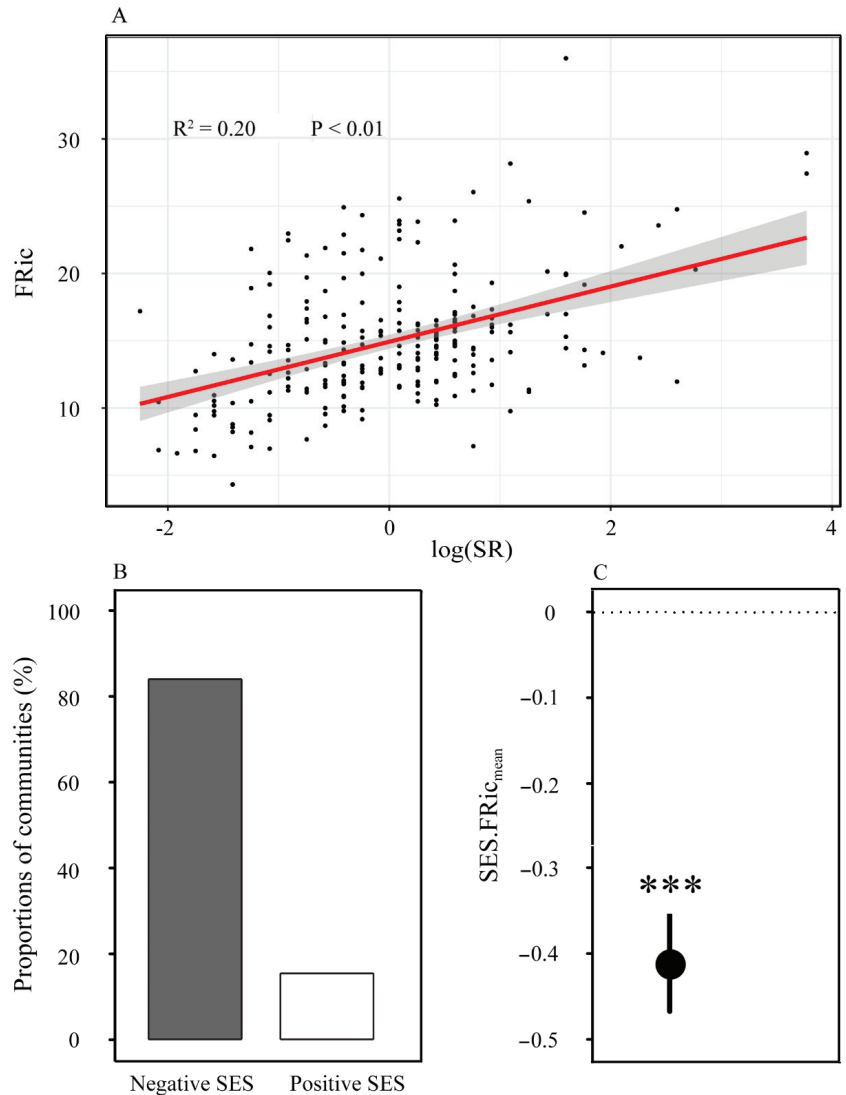 A
R² = 0.20 P < 0.01
30
20
10
FRic
-2 0 2 4
log(SR)
B
100
80
60
40
20
0
Proportions of communities (%)
Negative SES Positive SES
C
0
−0.1
−0.2
−0.3
−0.4
−0.5
SES.FRicmean
***